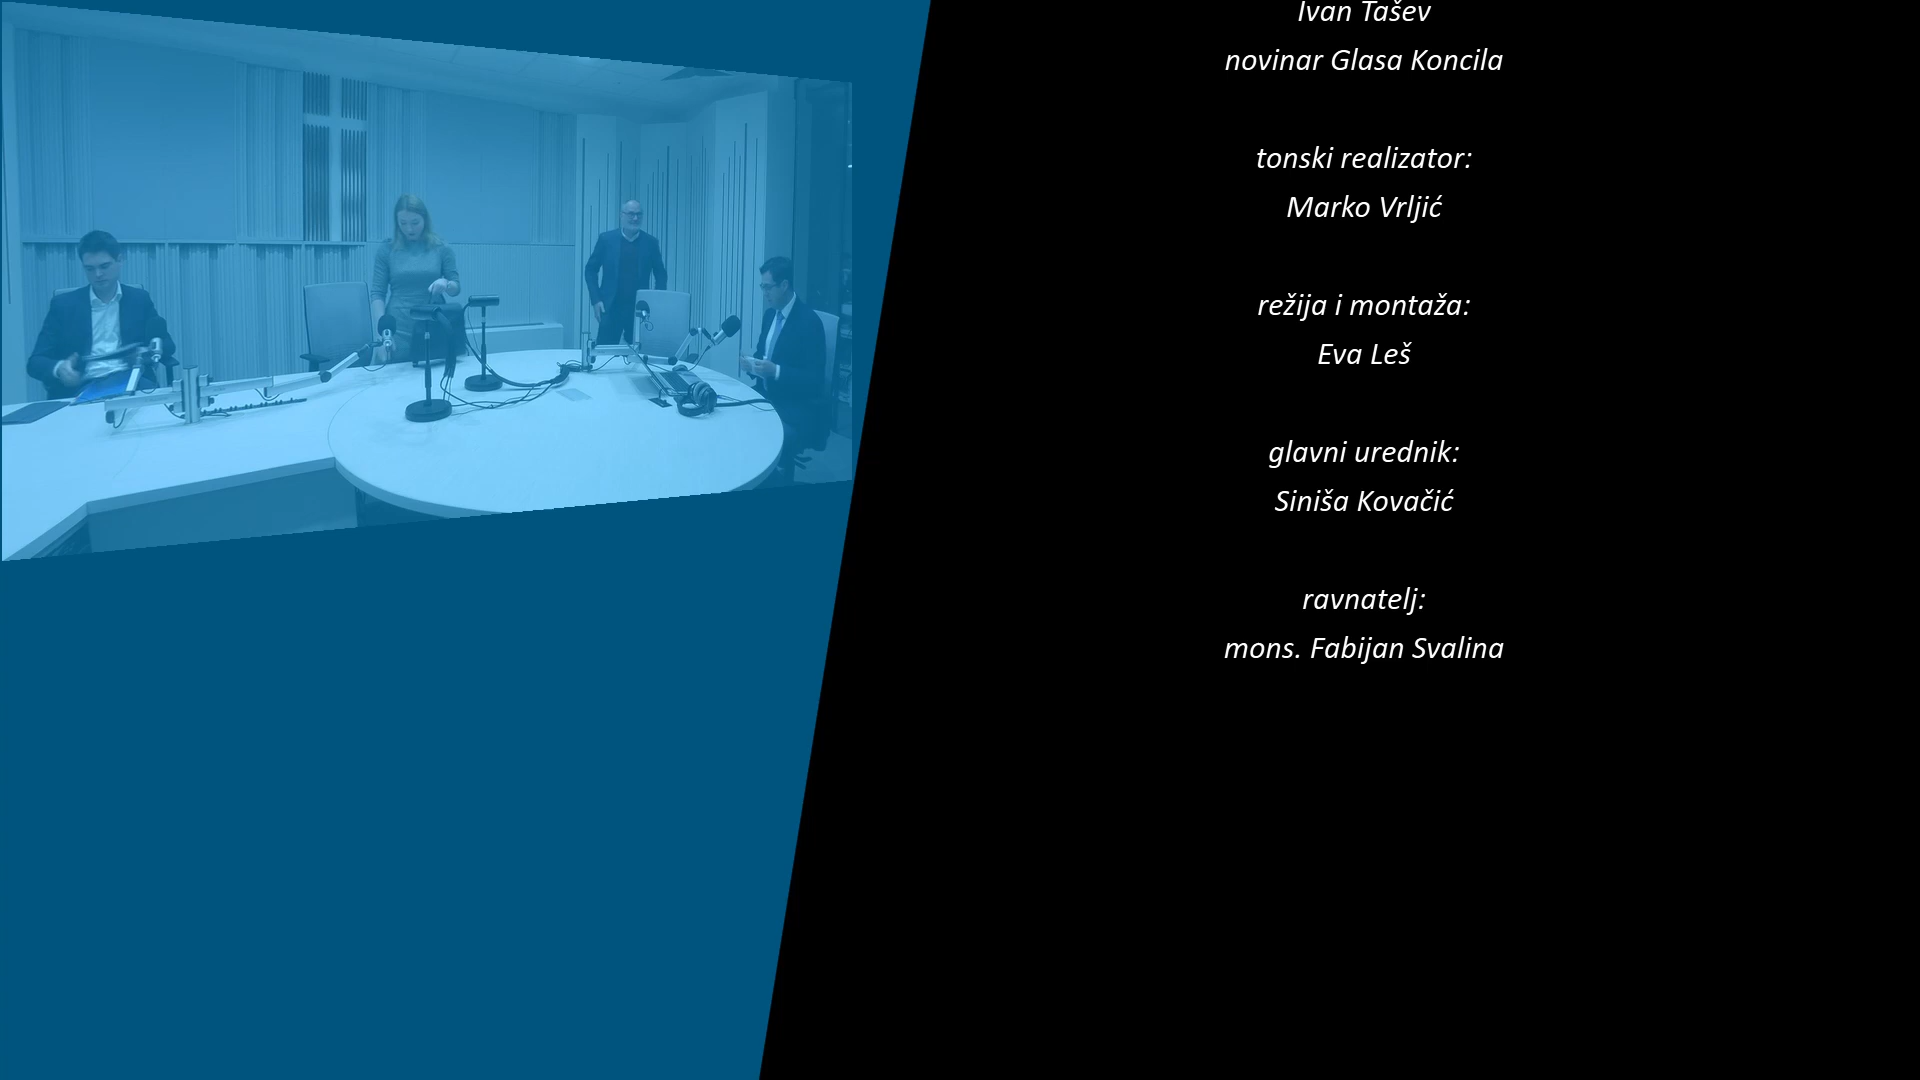 Ivan Tašev
novinar Glasa Koncila
tonski realizator:
Marko Vrljić
režija i montaža:
Eva Leš
glavni urednik:
Siniša Kovačić
ravnatelj:
mons. Fabijan Svalina